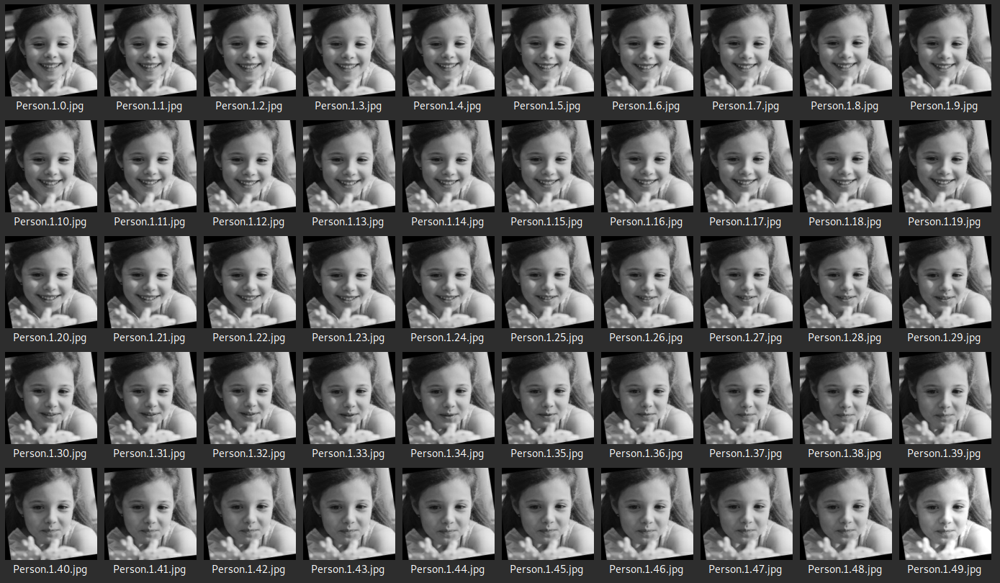 Person.1.0.jpg Person.1.1.jpg Person.1.2.jpg Person.1.3.jpg Person.1.4.jpg Person.1.5.jpg Person.1.6.jpg Person.1.7.jpg Person.1.8.jpg Person.1.9.jpg
Person.1.10.jpg Person.1.11.jpg Person.1.12.jpg Person.1.13.jpg Person.1.14.jpg Person.1.15.jpg Person.1.16.jpg Person.1.17.jpg Person.1.18.jpg Person.1.19.jpg
Person.1.20.jpg Person.1.21.jpg Person.1.22.jpg Person.1.23.jpg Person.1.24.jpg Person.1.25.jpg Person.1.26.jpg Person.1.27.jpg Person.1.28.jpg Person.1.29.jpg
Person.1.30.jpg Person.1.31.jpg Person.1.32.jpg Person.1.33.jpg Person.1.34.jpg Person.1.35.jpg Person.1.36.jpg Person.1.37.jpg Person.1.38.jpg Person.1.39.jpg
Person.1.40.jpg Person.1.41.jpg Person.1.42.jpg Person.1.43.jpg Person.1.44.jpg Person.1.45.jpg Person.1.46.jpg Person.1.47.jpg Person.1.48.jpg Person.1.49.jpg